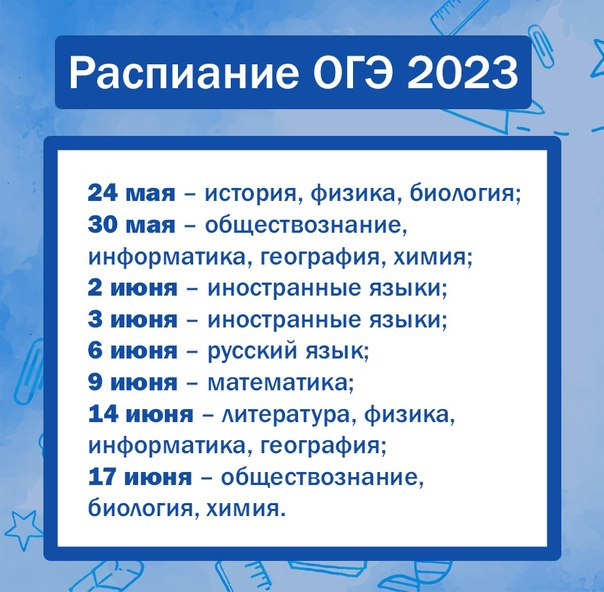 Распиание ОГЭ 2023
24 мая – история, физика, биология;
30 мая – обществознание,
информатика, география, химия;
2 июня – иностранные языки;
3 июня – иностранные языки;
6 июня – русский язык;
9 июня – математика;
14 июня – литература, физика,
информатика, география;
17 июня – обществознание,
биология, химия.